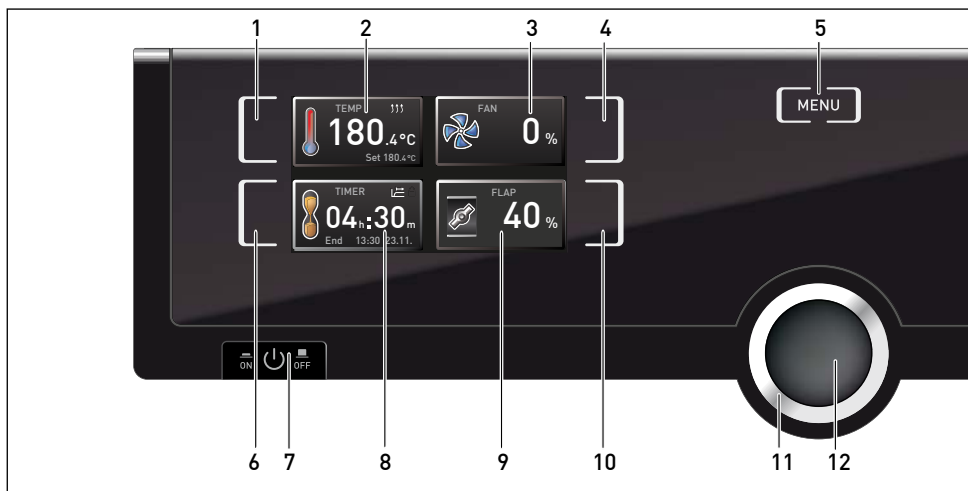 1 2 3 4 5
MENU
TEMP
180.4°C
Set 180.4°C
FAN
0 %
TIMER
04h:30m
End 13:30 23.11.
FLAP
40 %
ON OFF
6 7 8 9 10 11 12